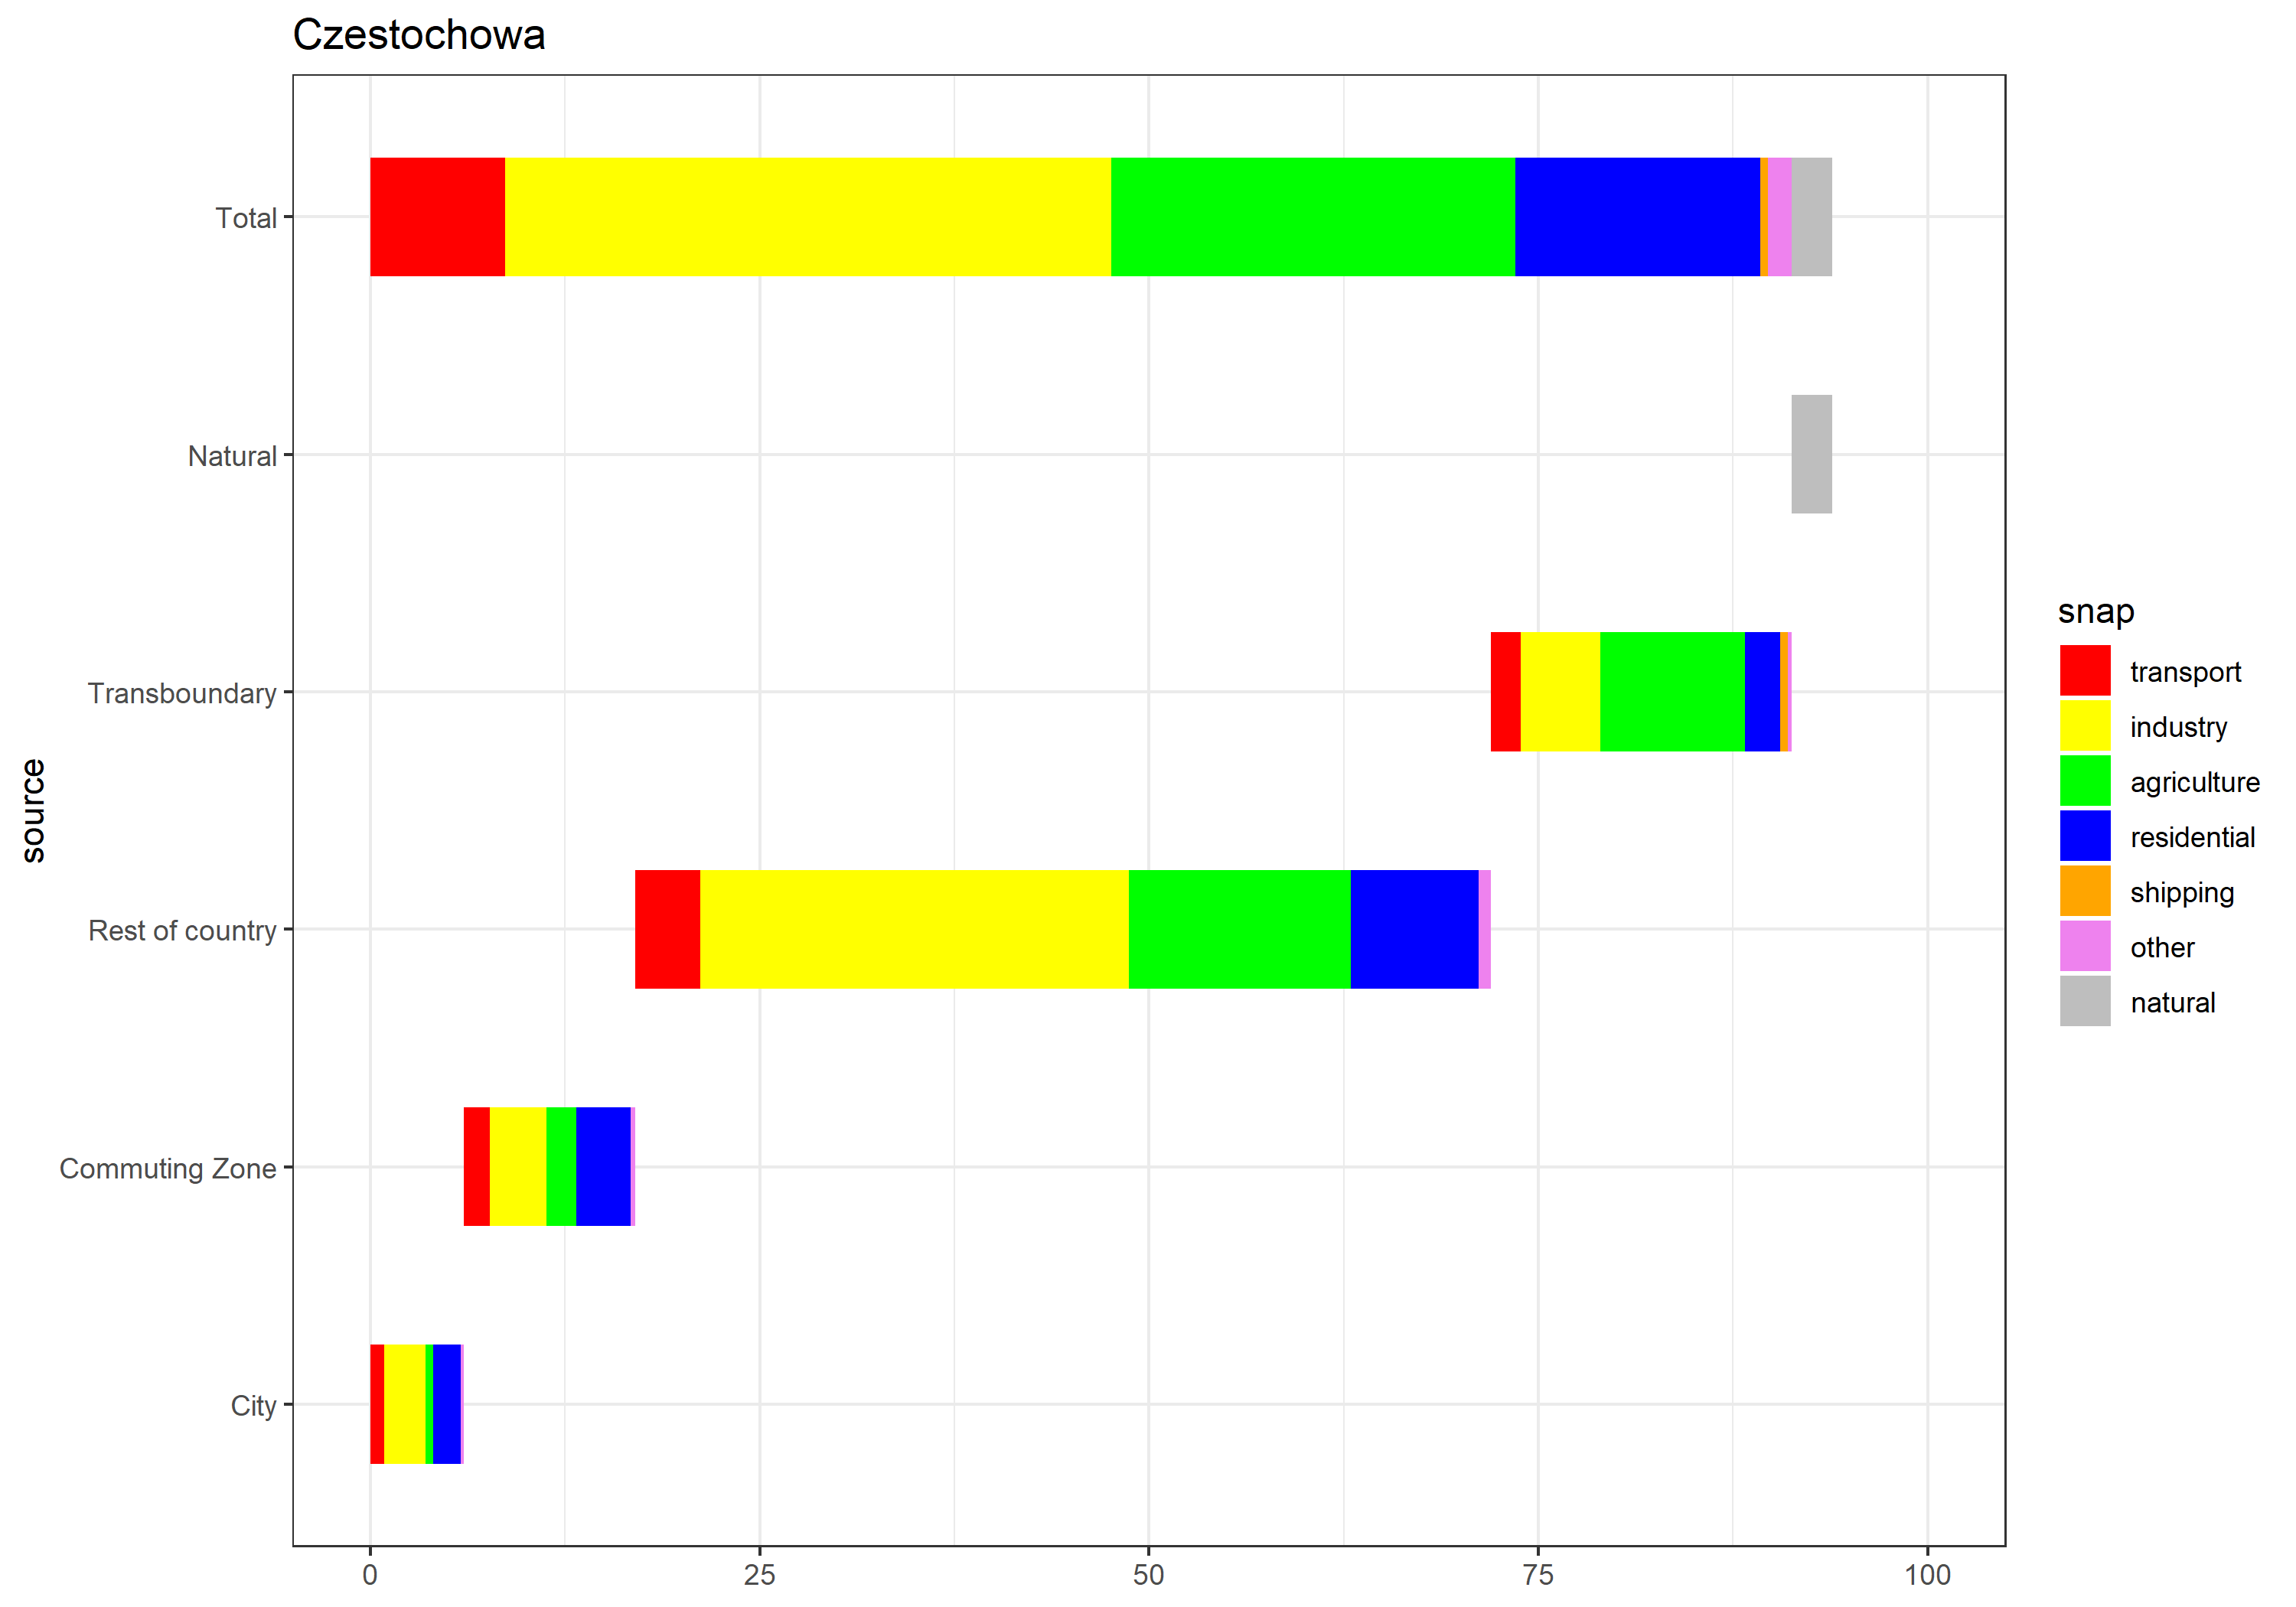 Czestochowa
Total
Natural
Transboundary
Rest of country
Commuting Zone
City
source
0 25 50 75 100
snap
transport
industry
agriculture
residential
shipping
other
natural